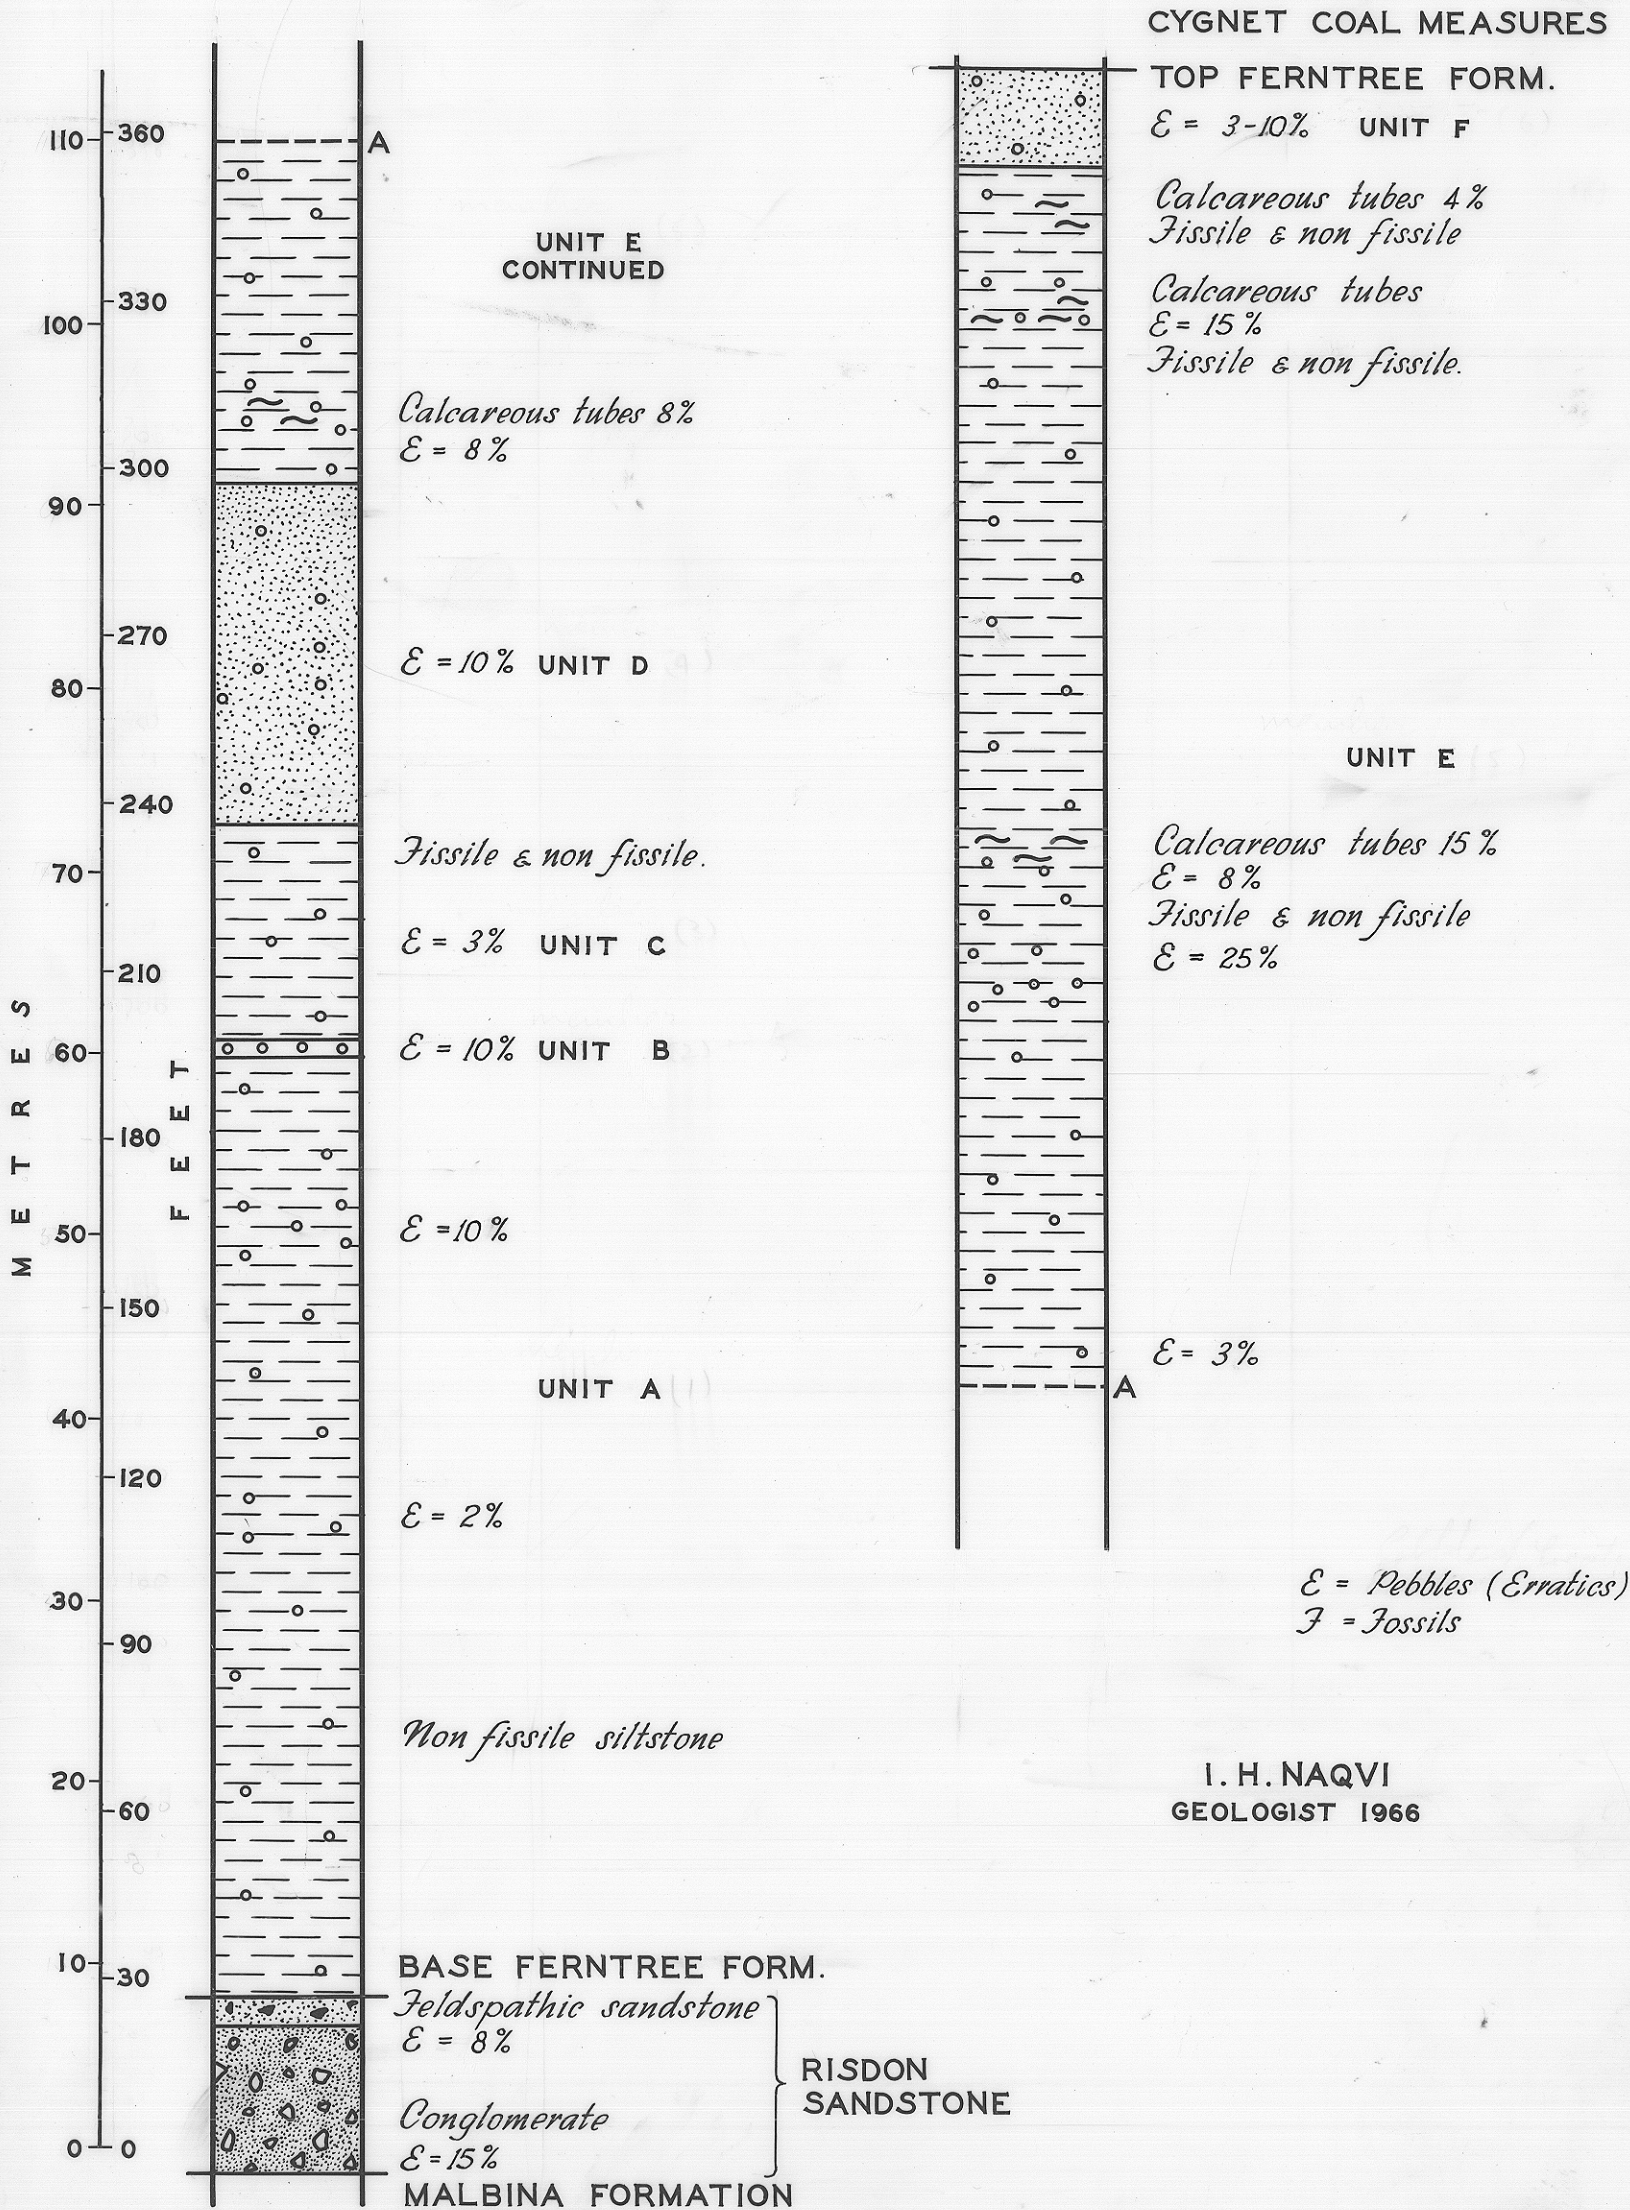 CYGNET COAL MEASURES
TOP FERNTREE FORM.
Ɛ = 3-10% UNIT F
Calcareous tubes 4%
Fissile & non fissile
Calcareous tubes
Ɛ = 15%
Fissile & non fissile.
UNIT E
Calcareous tubes 15%
Ɛ = 8%
Fissile & non fissile
Ɛ = 25%
Ɛ = 3%
A
A
UNIT E
CONTINUED
Calcareous tubes 8%
Ɛ = 8%
Ɛ = 10% UNIT D
Fissile & non fissile.
Ɛ = 3% UNIT C
Ɛ = 10% UNIT B
Ɛ = 10%
UNIT A
Ɛ = 2%
Non fissile siltstone
BASE FERNTREE FORM.
Feldspathic sandstone
Ɛ = 8%
Conglomerate
Ɛ = 15%
RISDON
SANDSTONE
MALBINA FORMATION
METRES
110
100
90
80
70
60
50
40
30
20
10
0
FEET
360
330
300
270
240
210
180
150
120
90
60
30
0
Ɛ = Pebbles (Erratics)
F = Fossils
I. H. NAQVI
GEOLOGIST 1966